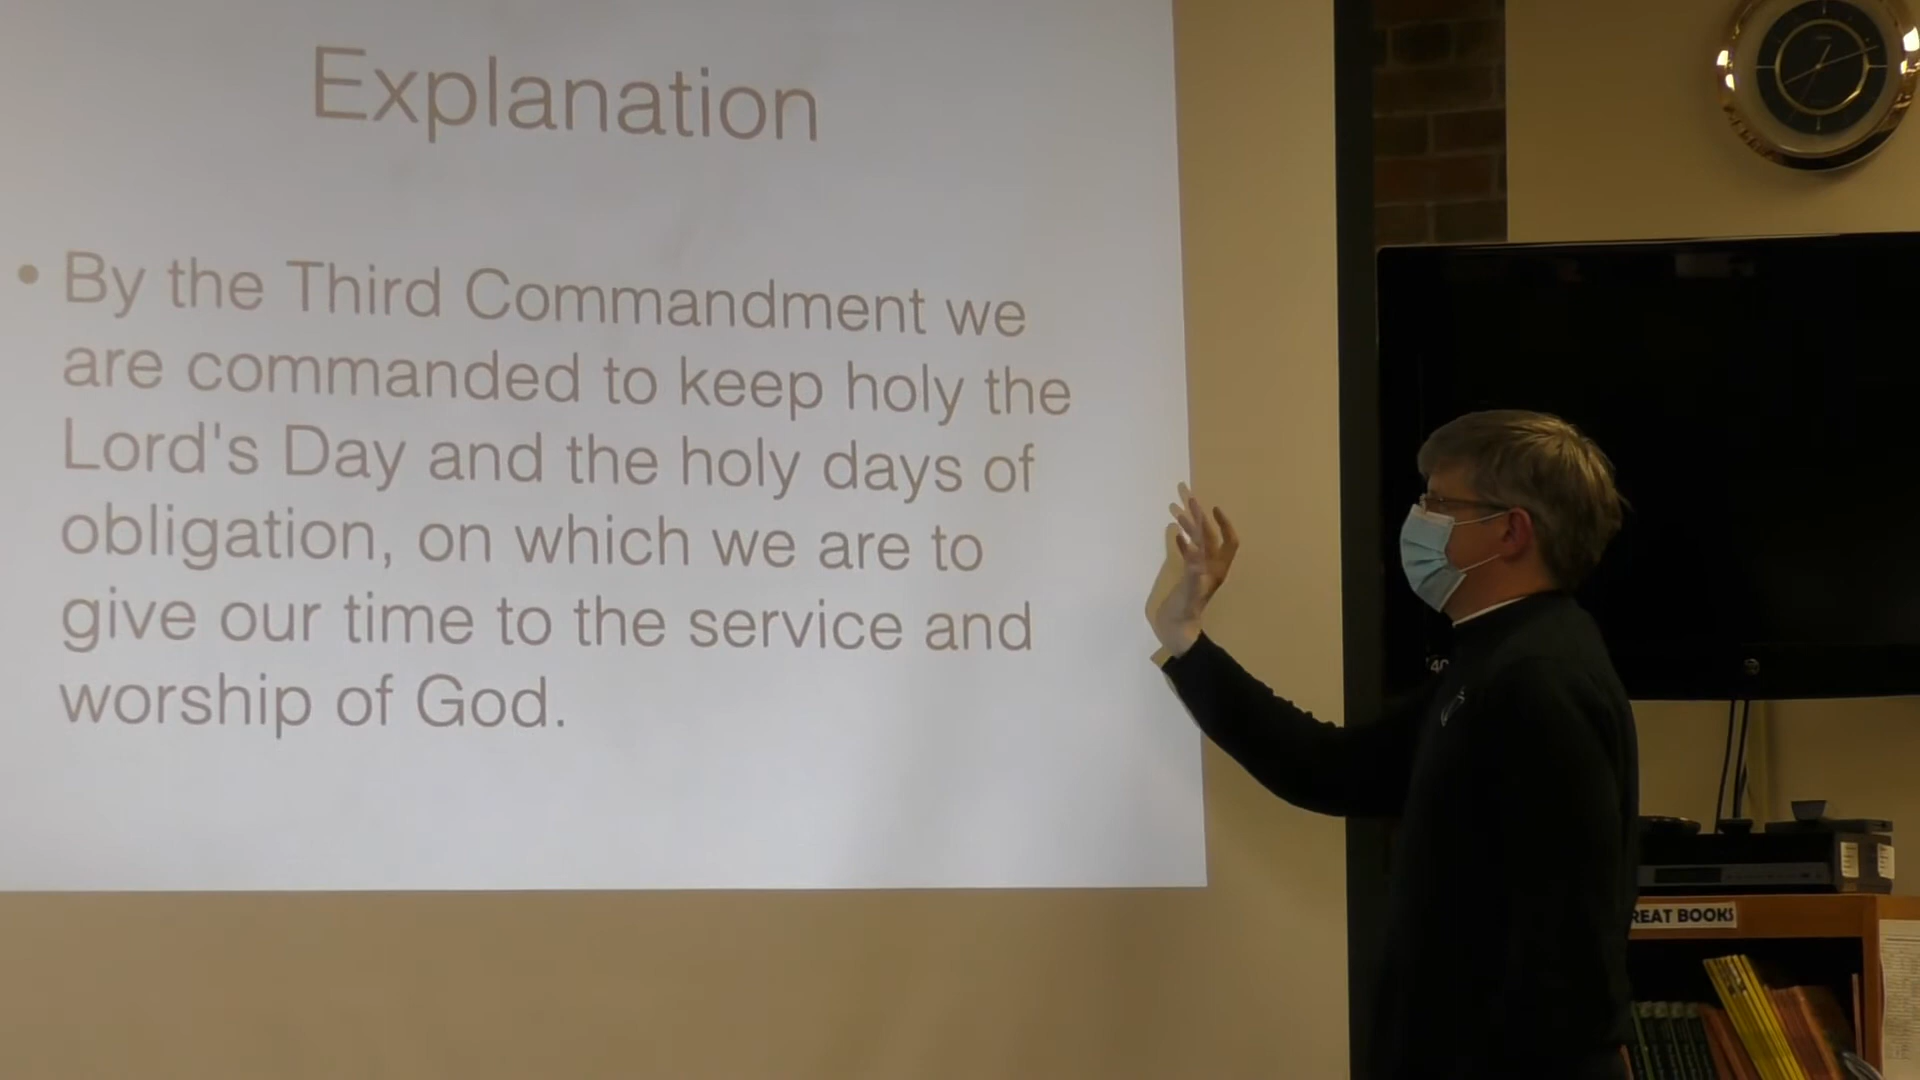 Explanation
• By the Third Commandment we
are commanded to keep holy the
Lord's Day and the holy days of
obligation, on which we are to
give our time to the service and
worship of God.
REAT BOOKS